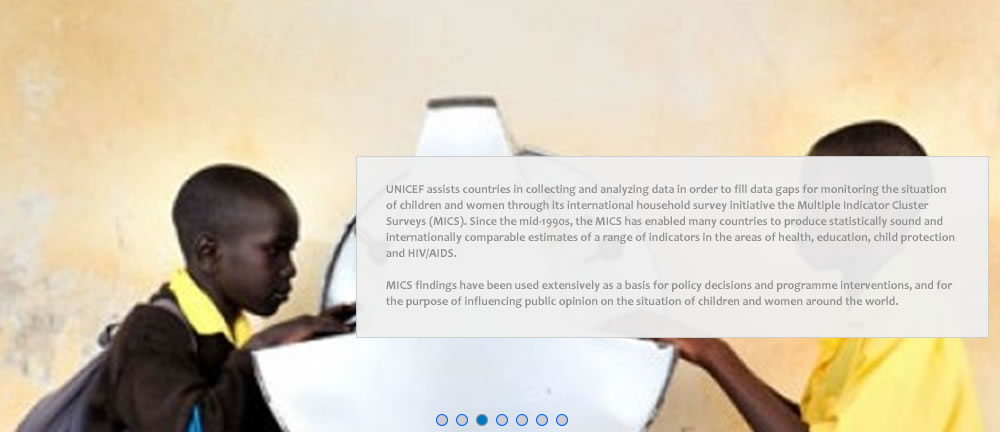 UNICEF assists countries in collecting and analyzing data in order to fill data gaps for monitoring the situation
of children and women through its international household survey initiative the Multiple Indicator Cluster
Surveys (MICS). Since the mid-1990s, the MICS has enabled many countries to produce statistically sound and
internationally comparable estimates of a range of indicators in the areas of health, education, child protection
and HIV/AIDS.
MICS findings have been used extensively as a basis for policy decisions and programme interventions, and for
the purpose of influencing public opinion on the situation of children and women around the world.